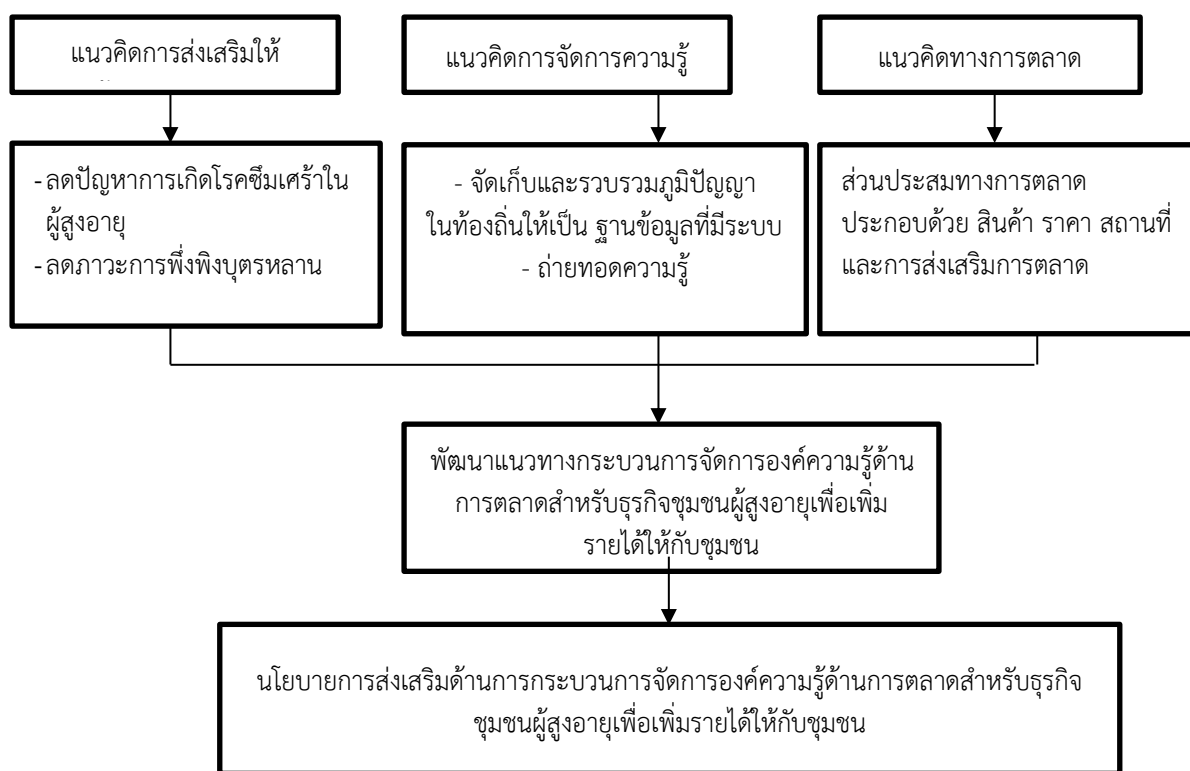 แนวคิดการส่งเสริมให้
แนวคิดการจัดการความรู้
แนวคิดทางการตลาด
-ลดปัญหาการเกิดโรคซึมเศร้าใน
ผู้สูงอายุ
-ลดภาวะการพึ่งพิงบุตรหลาน
- จัดเก็บและรวบรวมภูมิปัญญา
ในท้องถิ่นให้เป็น ฐานข้อมูลที่มีระบบ
- ถ่ายทอดความรู้
ส่วนประสมทางการตลาด
ประกอบด้วย สินค้า ราคา สถานที่
และการส่งเสริมการตลาด
พัฒนาแนวทางกระบวนการจัดการองค์ความรู้ด้าน
การตลาดสำหรับธุรกิจชุมชนผู้สูงอายุเพื่อเพิ่ม
รายได้ให้กับชุมชน
นโยบายการส่งเสริมด้านการกระบวนการจัดการองค์ความรู้ด้านการตลาดสำหรับธุรกิจ
ชุมชนผู้สูงอายุเพื่อเพิ่มรายได้ให้กับชุมชน